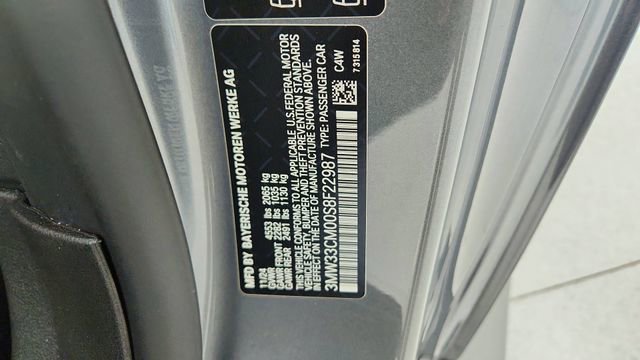 MFD BY BAYERISCHE MOTOREN WERKE AG
11/24
GVWR 4553 lbs 2065 kg
GAWR FRONT 2282 lbs 1035 kg
GAWR REAR 2491 lbs 1130 kg
THIS VEHICLE CONFORMS TO ALL APPLICABLE U.S.FEDERAL MOTOR
VEHICLE SAFETY, BUMPER AND THEFT PREVENTION STANDARDS
IN EFFECT ON THE DATE OF MANUFACTURE SHOWN ABOVE.
3MW33CM00S8F22987 TYPE: PASSENGER CAR
C4W
7315814